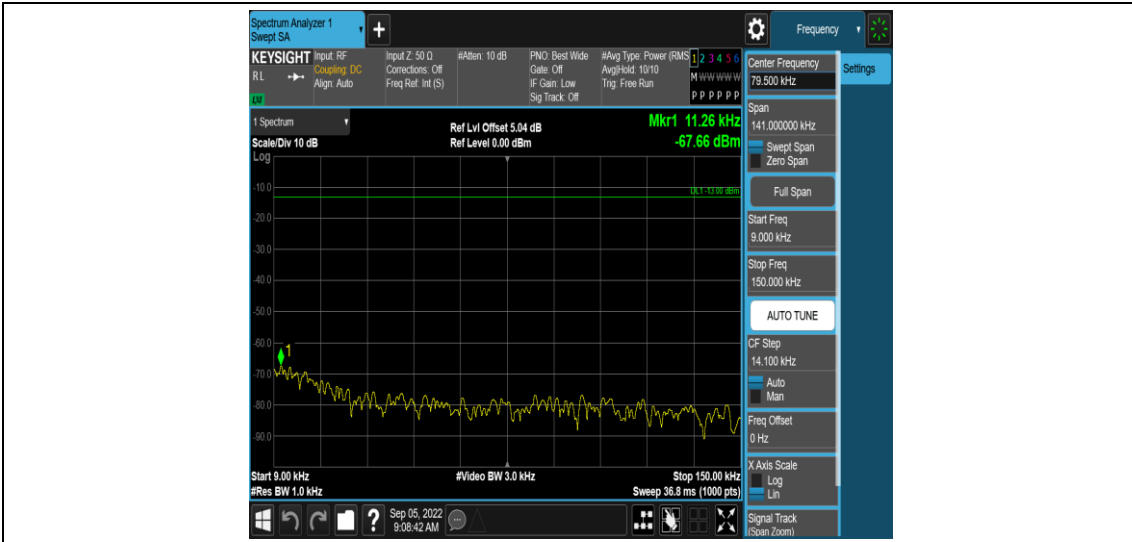 Spectrum Analyzer 1
Swept SA
+
Frequency
KEYSIGHT
RL
LXI
Input: RF
Coupling: DC
Align: Auto
Input Z: 50 Ω
Corrections: Off
Freq Ref: Int (S)
#Atten: 10 dB
PNO: Best Wide
Gate: Off
IF Gain: Low
Sig Track: Off
#Avg Type: Power (RMS
Avg|Hold: 10/10
Trig: Free Run
1 2 3 4 5 6
M W W W W W
P P P P P P
Center Frequency
79.500 kHz
Settings
Span
141.000000 kHz
Swept Span
Zero Span
Full Span
Start Freq
9.000 kHz
Stop Freq
150.000 kHz
AUTO TUNE
CF Step
14.100 kHz
Auto
Man
Freq Offset
0 Hz
X Axis Scale
Log
Lin
Signal Track
(Span Zoom)
1 Spectrum
Scale/Div 10 dB
Log
Ref Lvl Offset 5.04 dB
Ref Level 0.00 dBm
Mkr1 11.26 kHz
-67.66 dBm
DL1 -13.00 dBm
-10.0
-20.0
-30.0
-40.0
-50.0
-60.0
-70.0
-80.0
-90.0
1
Start 9.00 kHz
#Res BW 1.0 kHz
#Video BW 3.0 kHz
Stop 150.00 kHz
Sweep 36.8 ms (1000 pts)
?
Sep 05, 2022
9:08:42 AM